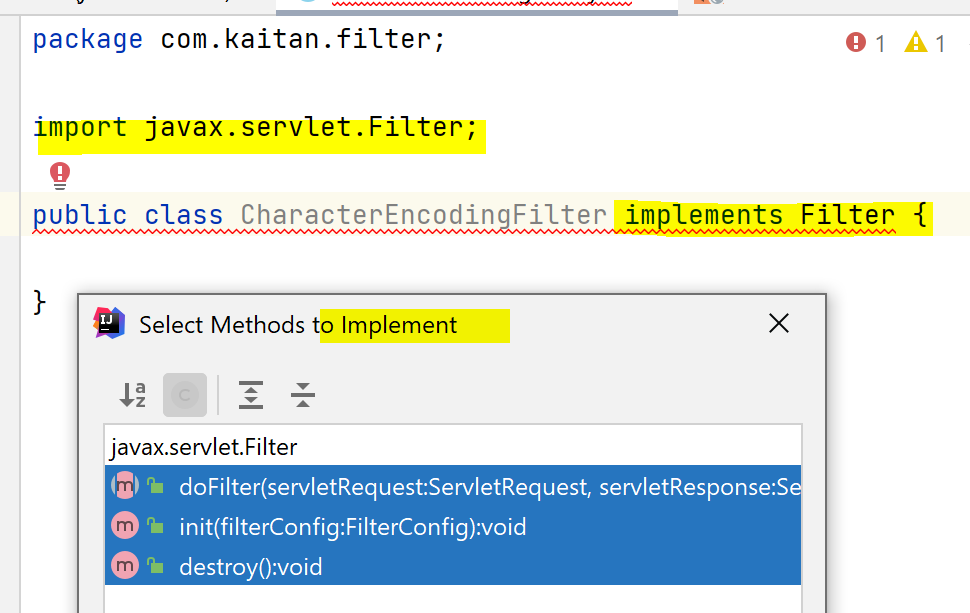 package com.kaitan.filter;
1 1
import javax.servlet.Filter;
public class CharacterEncodingFilter implements Filter {
}
IJ
Select Methods to Implement
a
z
C
javax.servlet.Filter
m doFilter(servletRequest:ServletRequest, servletResponse:Se
m init(filterConfig:FilterConfig):void
m destroy():void